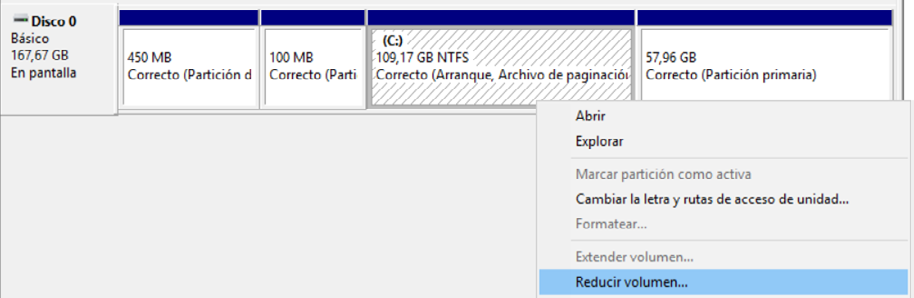 Disco 0
Básico
167,67 GB
En pantalla
450 MB
Correcto (Partición d
100 MB
Correcto (Parti
(C:)
109,17 GB NTFS
Correcto (Arranque, Archivo de paginación
57,96 GB
Correcto (Partición primaria)
Abrir
Explorar
Marcar partición como activa
Cambiar la letra y rutas de acceso de unidad...
Formatear...
Extender volumen...
Reducir volumen...